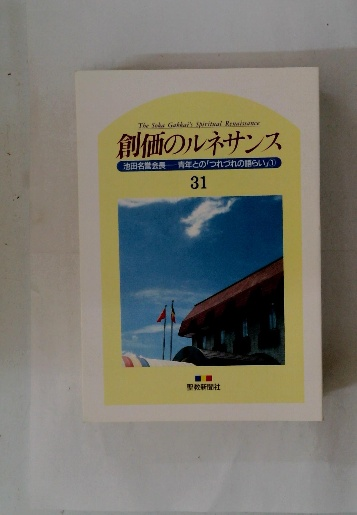 The Soka Gakkai's Spiritual Renaissance
創価のルネサンス
池田名誉会長──青年との「つれづれの語らい」①
31
聖教新聞社